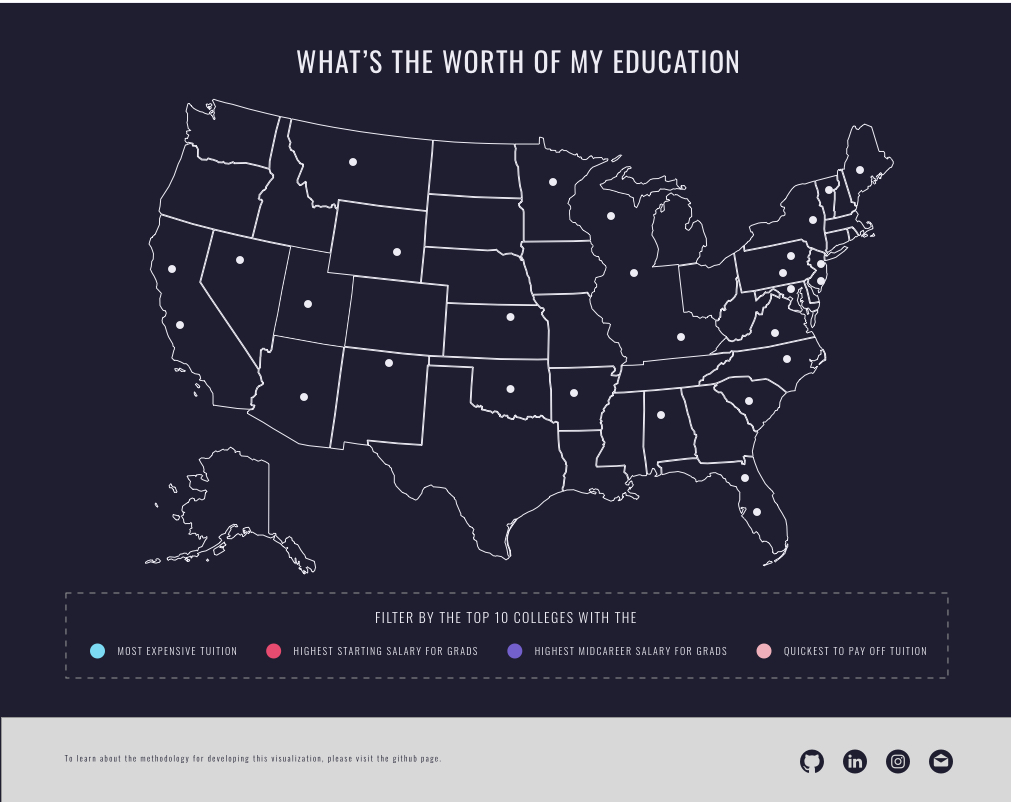 WHAT'S THE WORTH OF MY EDUCATION
FILTER BY THE TOP 10 COLLEGES WITH THE
MOST EXPENSIVE TUITION
HIGHEST STARTING SALARY FOR GRADS
HIGHEST MIDCAREER SALARY FOR GRADS
QUICKEST TO PAY OFF TUITION
To learn about the methodology for developing this visualization, please visit the github page.
in